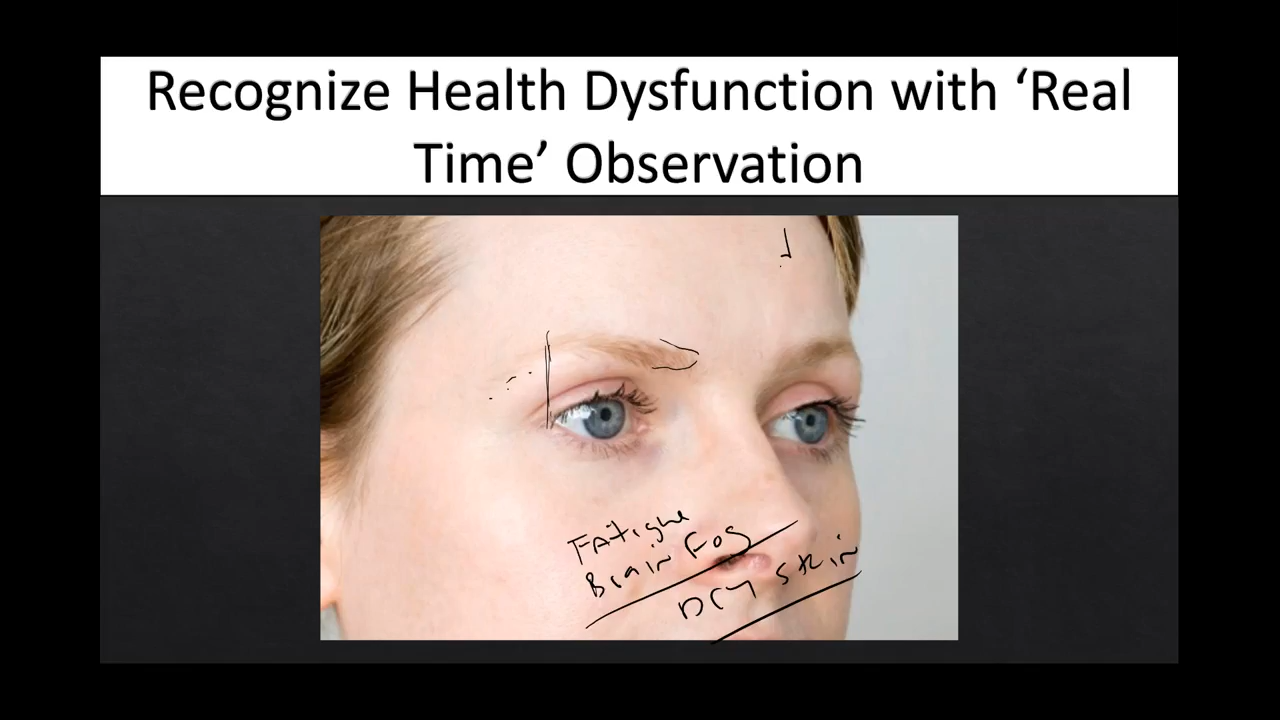 Recognize Health Dysfunction with ‘Real
Time’ Observation
Fatigue
Brain Fog
Dry skin